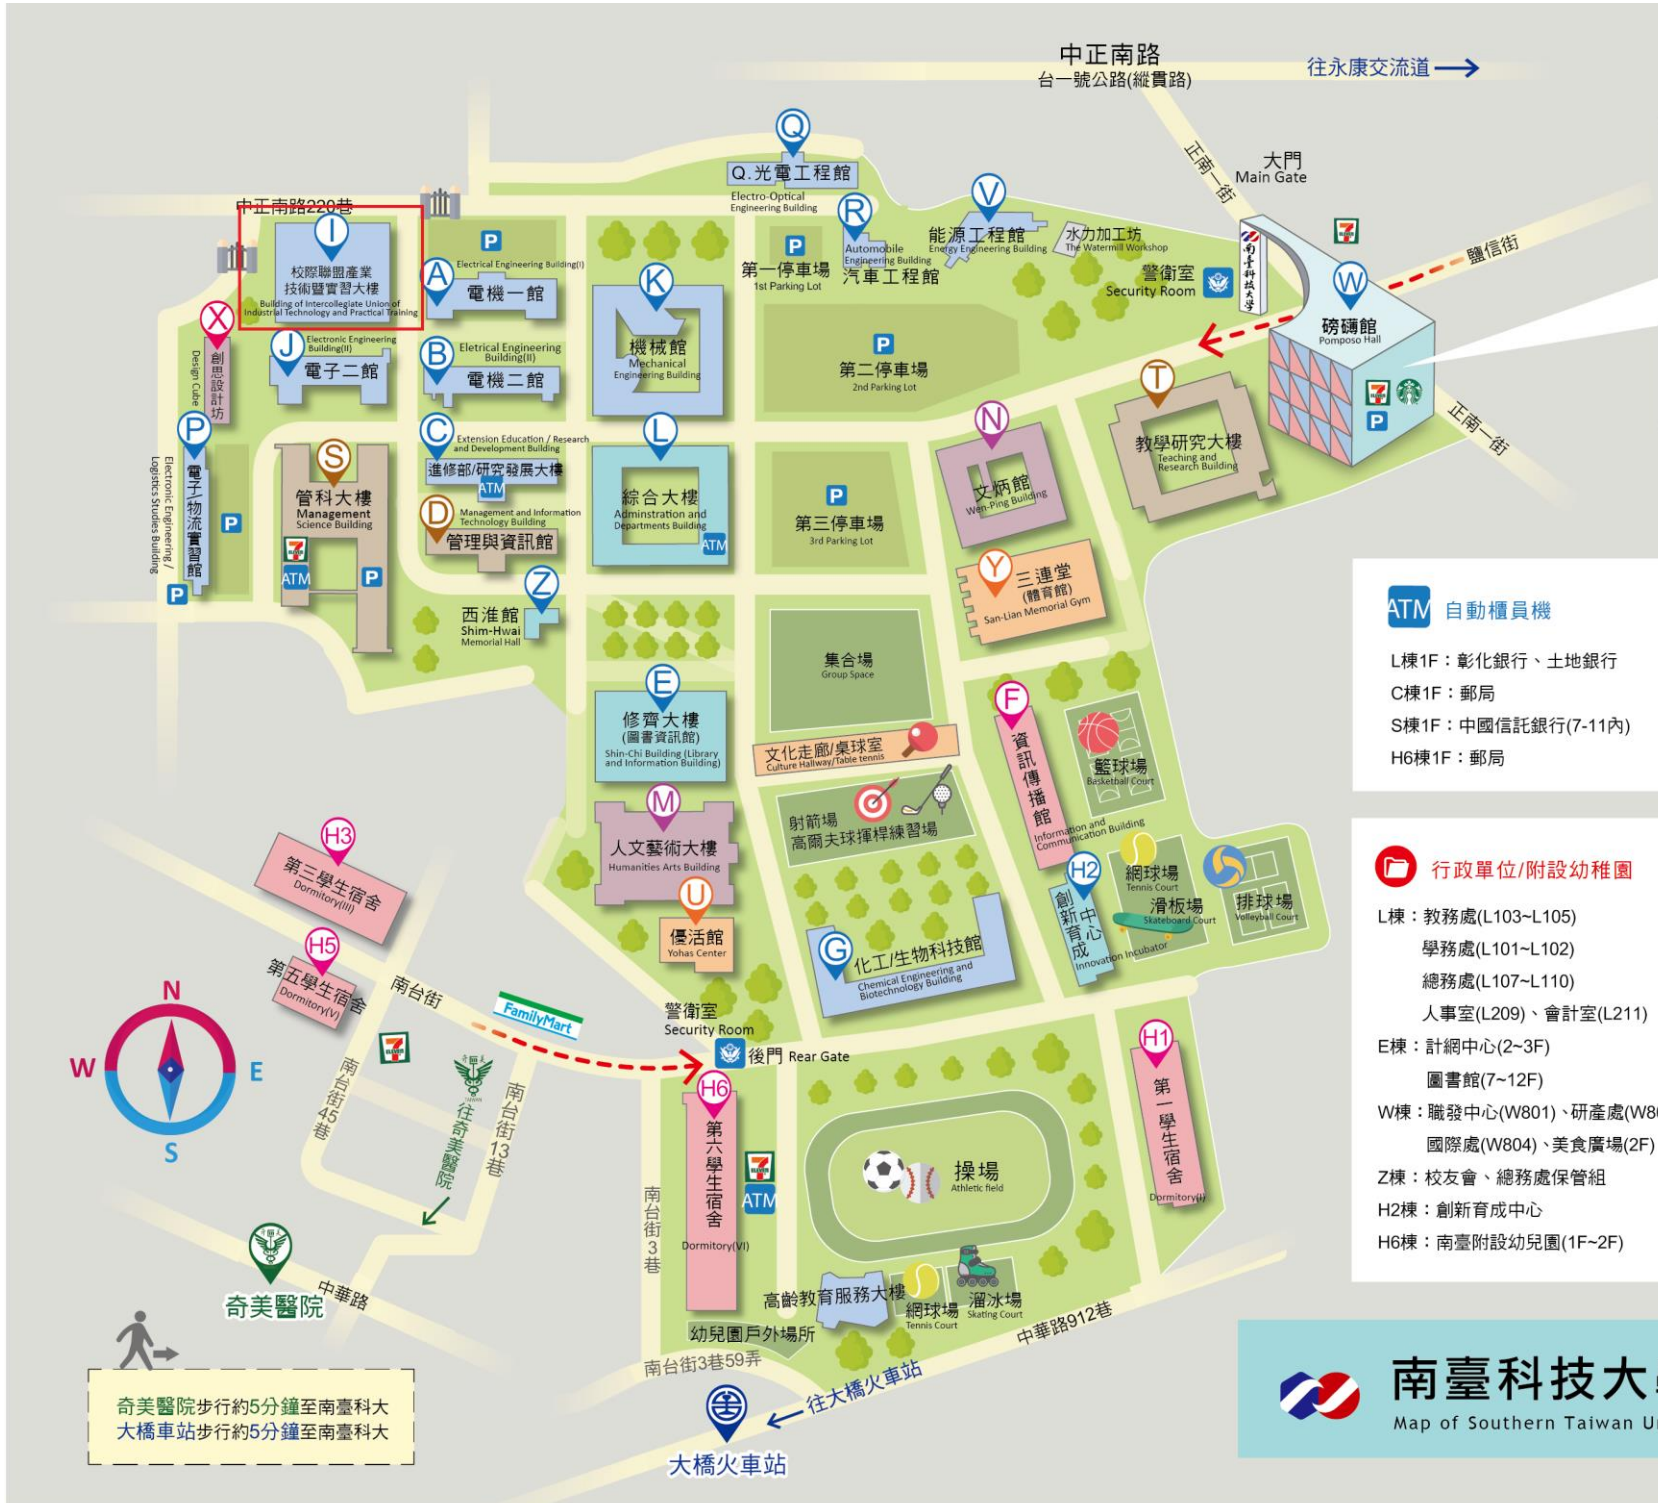 中正南路
台一號公路(縱貫路)
往永康交流道
正南一街
大門
Main Gate
Q
Q.光電工程館
Electro-Optical
Engineering Building
R
Automobile
Engineering Building
汽車工程館
V
能源工程館
Energy Engineering Building
水力加工坊
The Watermill Workshop
警衛室
Security Room
南臺科技大學
7
ELEVEN
鹽信街
W
磅礡館
Pomposo Hall
7
ELEVEN
P
正南一街
中正南路220巷
I
校際聯盟產業
技術暨實習大樓
Building of Intercollegiate Union of
Industrial Technology and Practical Training
P
Electrical Engineering Building(I)
A
電機一館
K
機械館
Mechanical
Engineering Building
P
第一停車場
1st Parking Lot
P
第二停車場
2nd Parking Lot
X
創思設計坊
Design Cube
J
Electronic Engineering
Building(II)
電子二館
B
Eletrical Engineering
Building(II)
電機二館
T
教學研究大樓
Teaching and
Research Building
N
文炳館
Wen-Ping Building
P
電子/物流實習館
Electronic Engineering /
Logistics Studies Building
P
P
S
管科大樓
Management
Science Building
7
ELEVEN
ATM
P
C
Extension Education / Research
and Development Building
進修部/研究發展大樓
ATM
D
Management and Information
Technology Building
管理與資訊館
L
綜合大樓
Adminstration and
Departments Building
ATM
P
第三停車場
3rd Parking Lot
Y
三連堂
(體育館)
San-Lian Memorial Gym
Z
西淮館
Shim-Hwai
Memorial Hall
集合場
Group Space
E
修齊大樓
(圖書資訊館)
Shin-Chi Building (Library
and Information Building)
文化走廊/桌球室
Culture Hallway/Table tennis
F
資訊傳播館
Information and
Communication Building
籃球場
Basketball Court
M
人文藝術大樓
Humanities Arts Building
射箭場
高爾夫球揮桿練習場
U
優活館
Yohas Center
G
化工/生物科技館
Chemical Engineering and
Biotechnology Building
H2
創新育成中心
Innovation Incubator
網球場
Tennis Court
滑板場
Skateboard Court
排球場
Volleyball Court
H3
第三學生宿舍
Dormitory(III)
H5
第五學生宿舍
Dormitory(V)
南台街
FamilyMart
警衛室
Security Room
後門 Rear Gate
N
W
E
S
7
ELEVEN
南台街45巷
往奇美醫院
南台街13巷
奇美醫院
中華路
南台街3巷
H6
第六學生宿舍
Dormitory(VI)
7
ELEVEN
ATM
操場
Athletic field
H1
第一學生宿舍
Dormitory(I)
高齡教育服務大樓
網球場
Tennis Court
溜冰場
Skating Court
幼兒園戶外場所
南台街3巷59弄
中華路912巷
往大橋火車站
大橋火車站
奇美醫院步行約5分鐘至南臺科大
大橋車站步行約5分鐘至南臺科大
ATM 自動櫃員機
L棟1F：彰化銀行、土地銀行
C棟1F：郵局
S棟1F：中國信託銀行(7-11內)
H6棟1F：郵局
行政單位/附設幼稚園
L棟：教務處(L103~L105)
學務處(L101~L102)
總務處(L107~L110)
人事室(L209)、會計室(L211)
E棟：計網中心(2~3F)
圖書館(7~12F)
W棟：職發中心(W801)、研產處(W80
國際處(W804)、美食廣場(2F)
Z棟：校友會、總務處保管組
H2棟：創新育成中心
H6棟：南臺附設幼兒園(1F~2F)
南臺科技大
Map of Southern Taiwan U